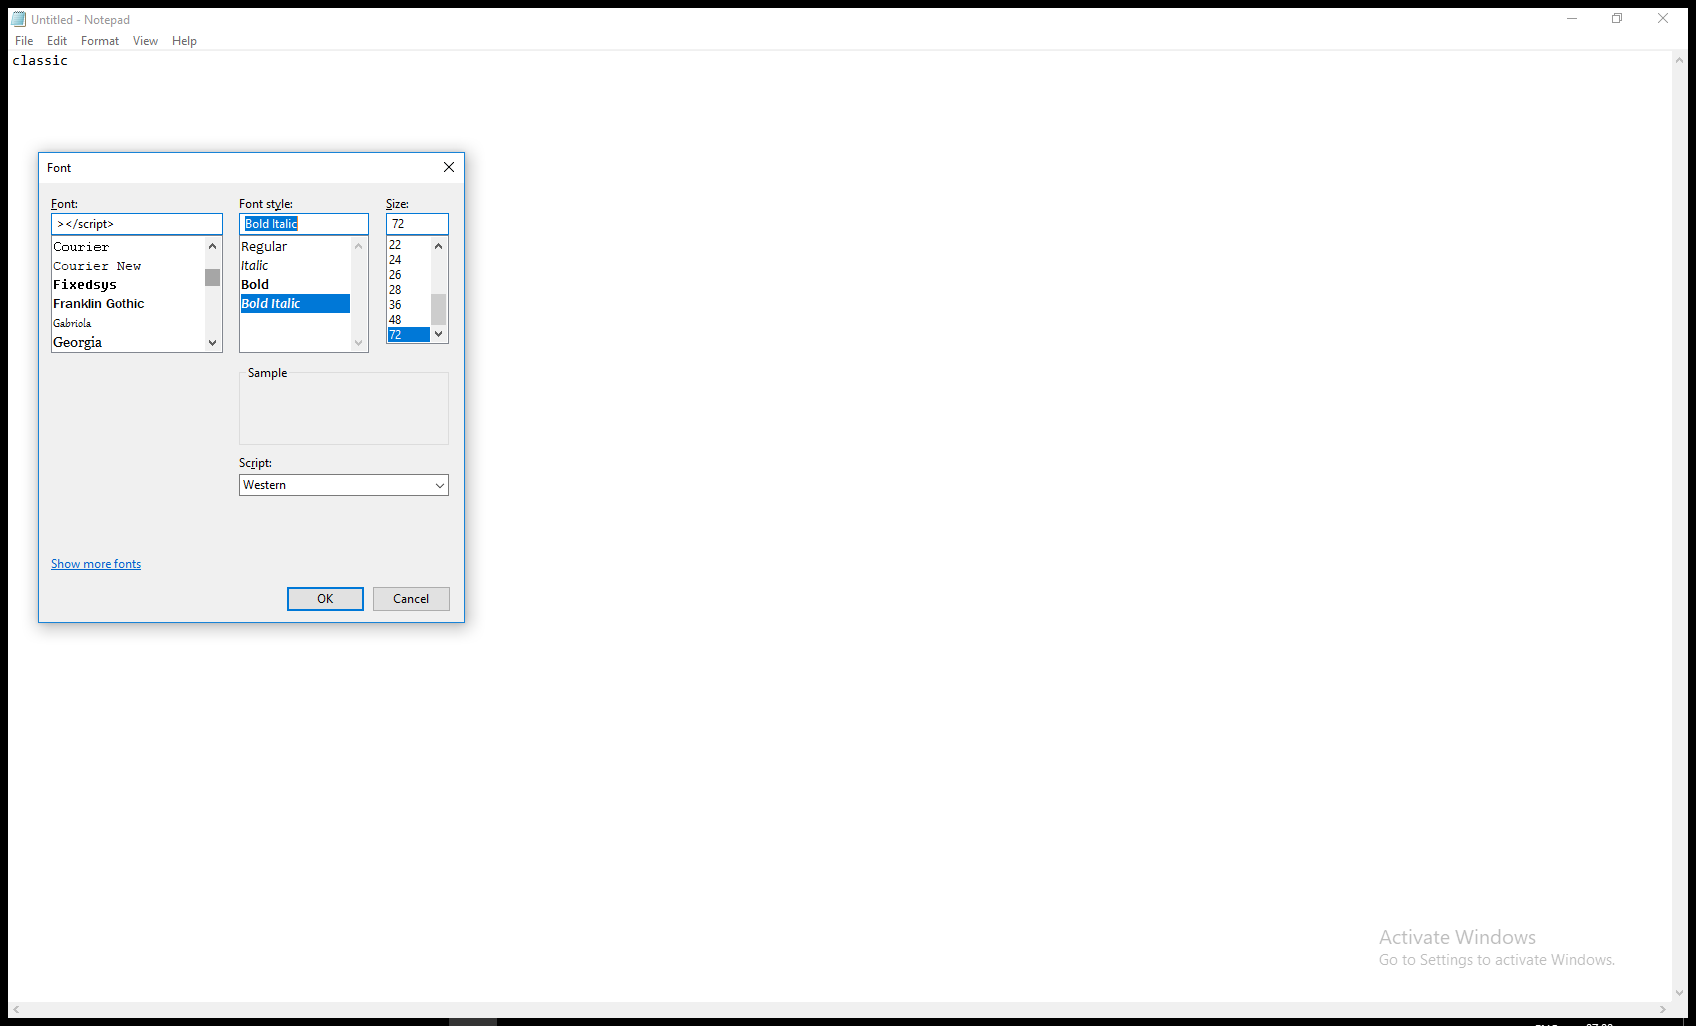 Untitled - Notepad
File Edit Format View Help
classic
Font
Font: Font style: Size:
></script> Bold Italic 72
Courier
Courier New
Fixedsys
Franklin Gothic
Gabriola
Georgia
Regular
Italic
Bold
Bold Italic
22
24
26
28
36
48
72
Sample
Script:
Western
Show more fonts
OK Cancel
Activate Windows
Go to Settings to activate Windows.